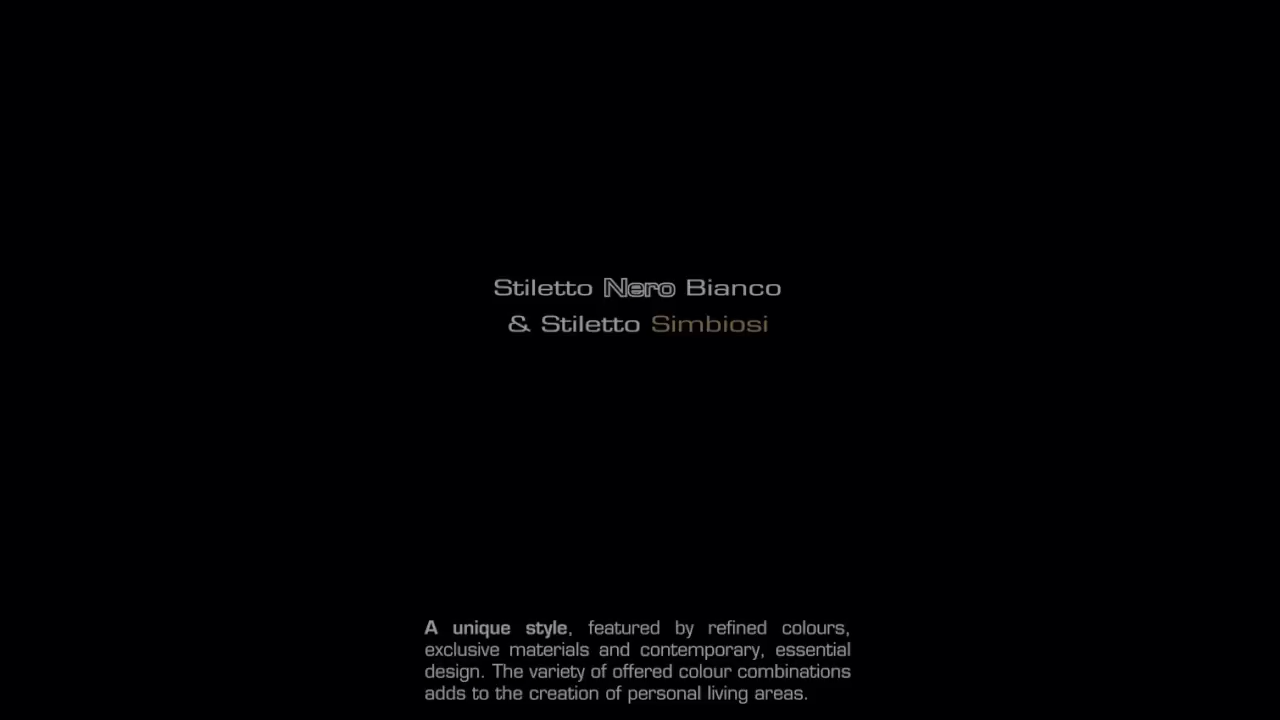 Stiletto Nero Bianco
& Stiletto Simbiosi
A unique style, featured by refined colours,
exclusive materials and contemporary, essential
design. The variety of offered colour combinations
adds to the creation of personal living areas.